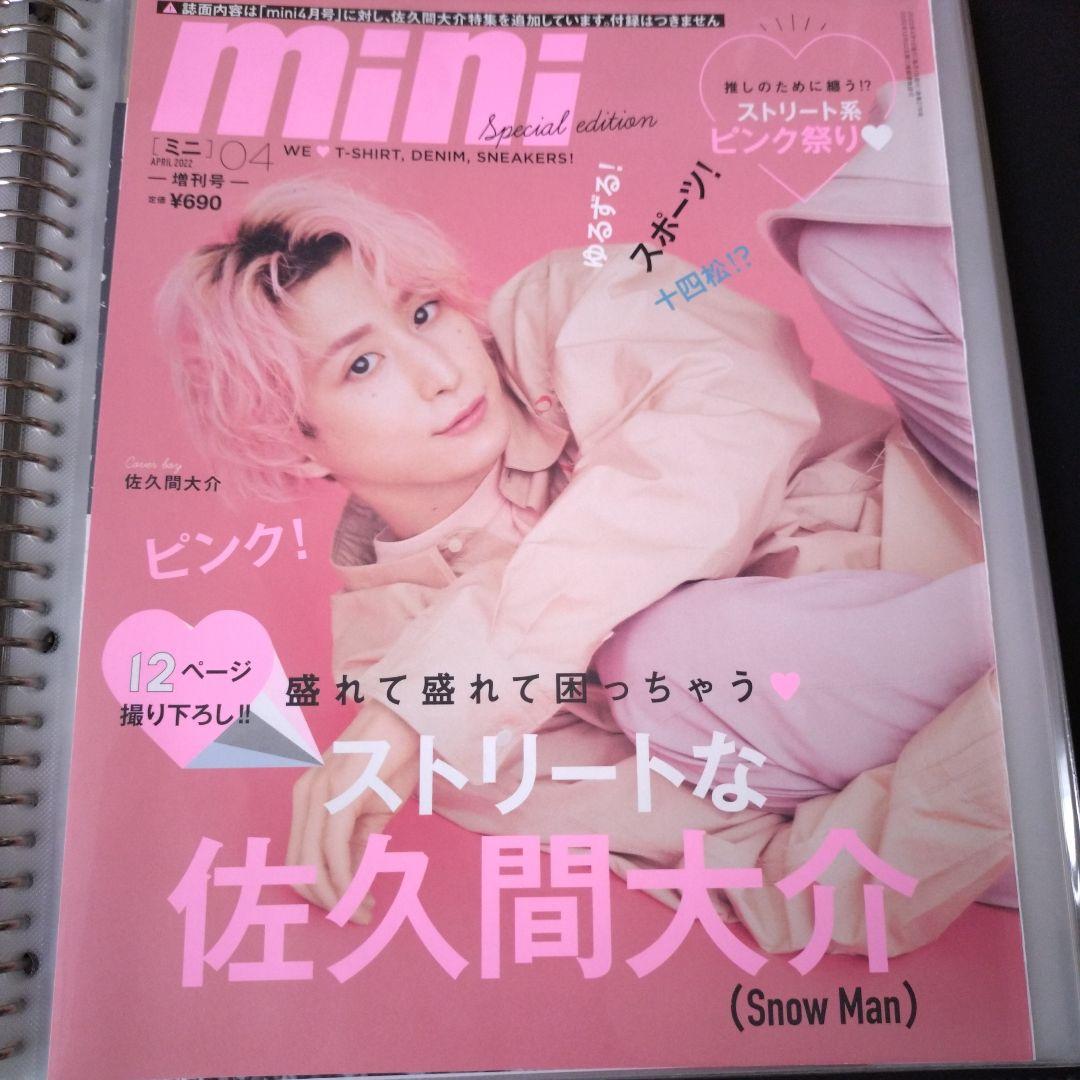 ⚠ 誌面内容は「mini4月号」に対し、佐久間大介特集を追加しています。付録はつきません
mini
Special edition
[ミニ] 04
APRIL 2022
WE ♥ T-SHIRT, DENIM, SNEAKERS!
—増刊号—
定価 ¥690
推しのために纏う!?
ストリート系
ピンク祭り♥
ゆるずる!
スポーツ!
十四松!?
Cover boy
佐久間大介
ピンク!
12ページ
撮り下ろし!!
盛れて盛れて困っちゃう♥
ストリートな
佐久間大介
(Snow Man)